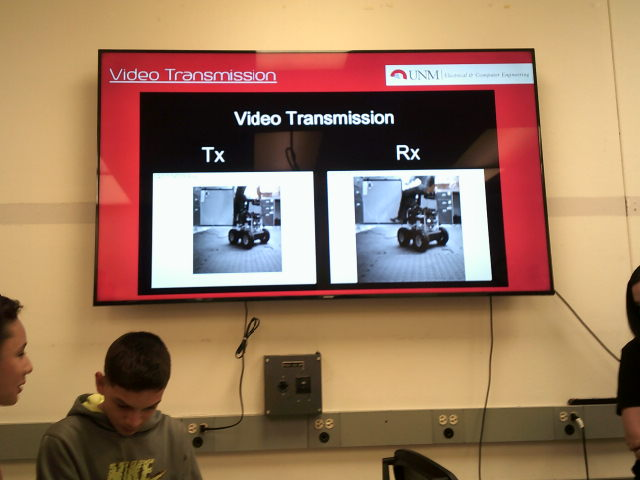 Video Transmission
UNM Electrical & Computer Engineering
Video Transmission
Tx Rx
NIKE